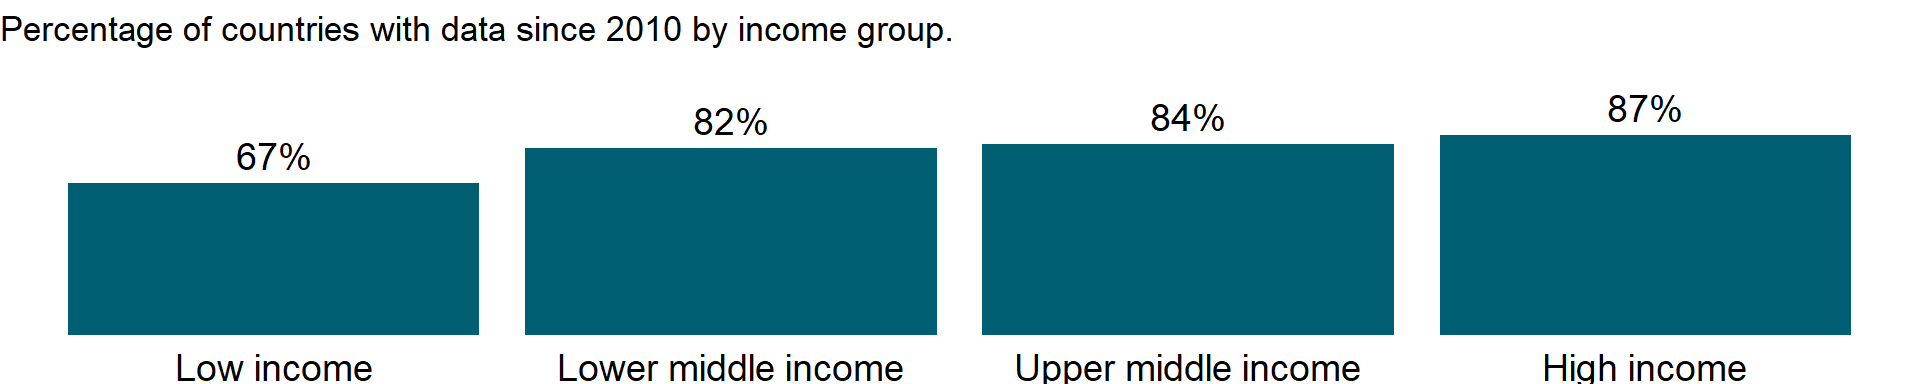 Percentage of countries with data since 2010 by income group.
67%
82%
84%
87%
Low income
Lower middle income
Upper middle income
High income